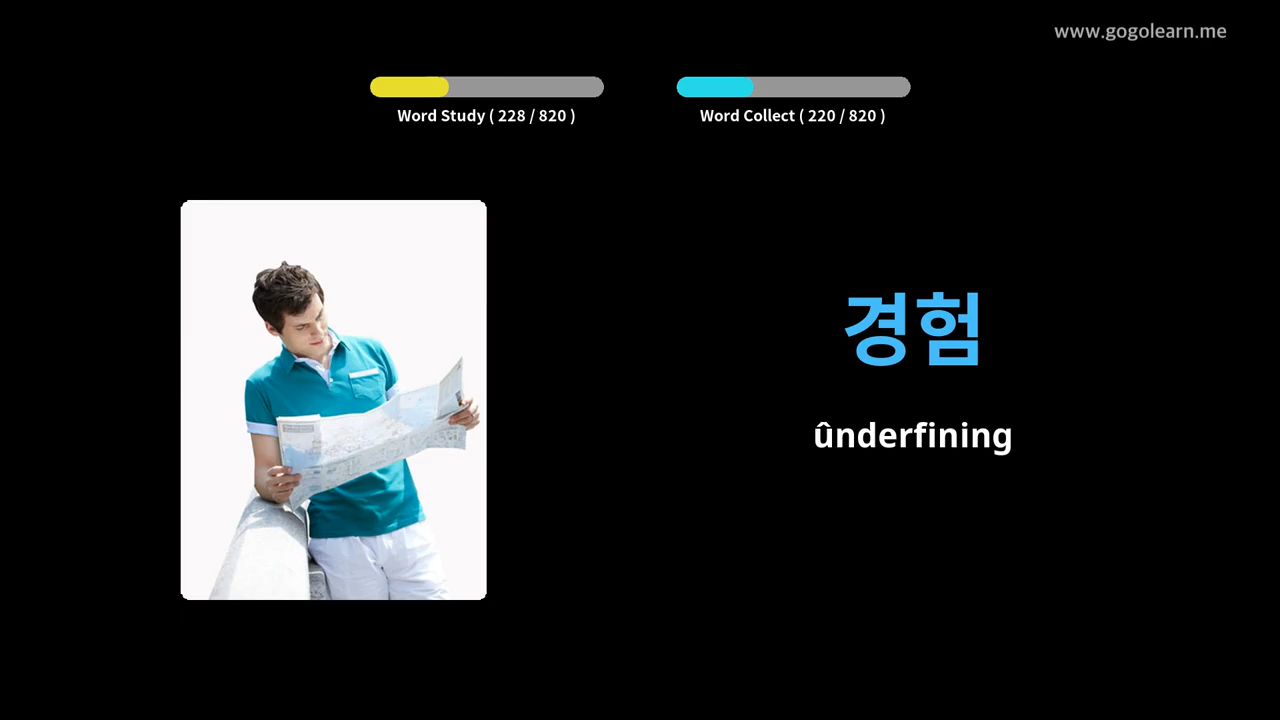 www.gogolearn.me
Word Study ( 228 / 820 )
Word Collect ( 220 / 820 )
경험
ûnderfining